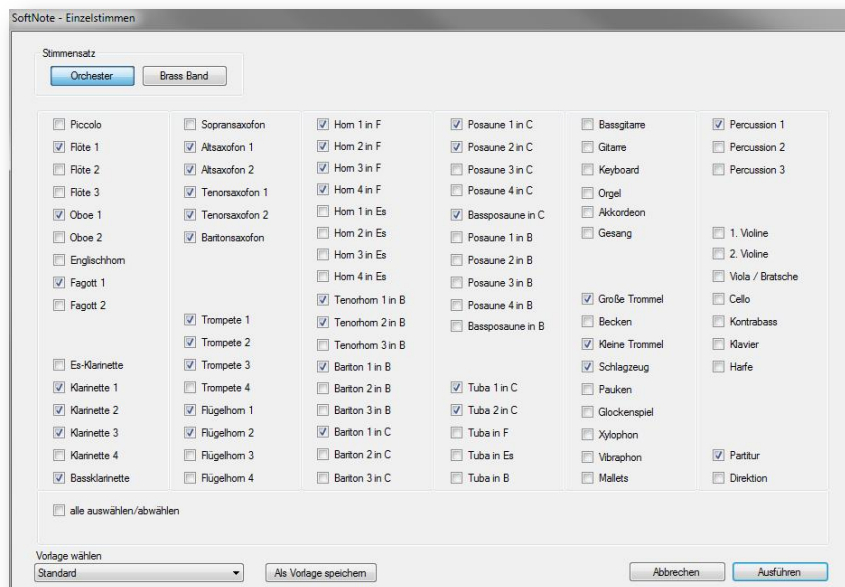 SoftNote - Einzelstimmen
Stimmensatz
Orchester
Brass Band
Piccolo
Flöte 1
Flöte 2
Flöte 3
Oboe 1
Oboe 2
Englischhorn
Fagott 1
Fagott 2
Es-Klarinette
Klarinette 1
Klarinette 2
Klarinette 3
Klarinette 4
Bassklarinette
Sopransaxofon
Altsaxofon 1
Altsaxofon 2
Tenorsaxofon 1
Tenorsaxofon 2
Baritonsaxofon
Trompete 1
Trompete 2
Trompete 3
Trompete 4
Flügelhorn 1
Flügelhorn 2
Flügelhorn 3
Flügelhorn 4
Horn 1 in F
Horn 2 in F
Horn 3 in F
Horn 4 in F
Horn 1 in Es
Horn 2 in Es
Horn 3 in Es
Horn 4 in Es
Tenorhorn 1 in B
Tenorhorn 2 in B
Tenorhorn 3 in B
Bariton 1 in B
Bariton 2 in B
Bariton 3 in B
Bariton 1 in C
Bariton 2 in C
Bariton 3 in C
Posaune 1 in C
Posaune 2 in C
Posaune 3 in C
Posaune 4 in C
Bassposaune in C
Posaune 1 in B
Posaune 2 in B
Posaune 3 in B
Posaune 4 in B
Bassposaune in B
Tuba 1 in C
Tuba 2 in C
Tuba in F
Tuba in Es
Tuba in B
Bassgitarre
Gitarre
Keyboard
Orgel
Akkordeon
Gesang
Große Trommel
Becken
Kleine Trommel
Schlagzeug
Pauken
Glockenspiel
Xylophon
Vibraphon
Mallets
Percussion 1
Percussion 2
Percussion 3
1. Violine
2. Violine
Viola / Bratsche
Cello
Kontrabass
Klavier
Harfe
Partitur
Direktion
alle auswählen/abwählen
Vorlage wählen
Standard
Als Vorlage speichern
Abbrechen
Ausführen